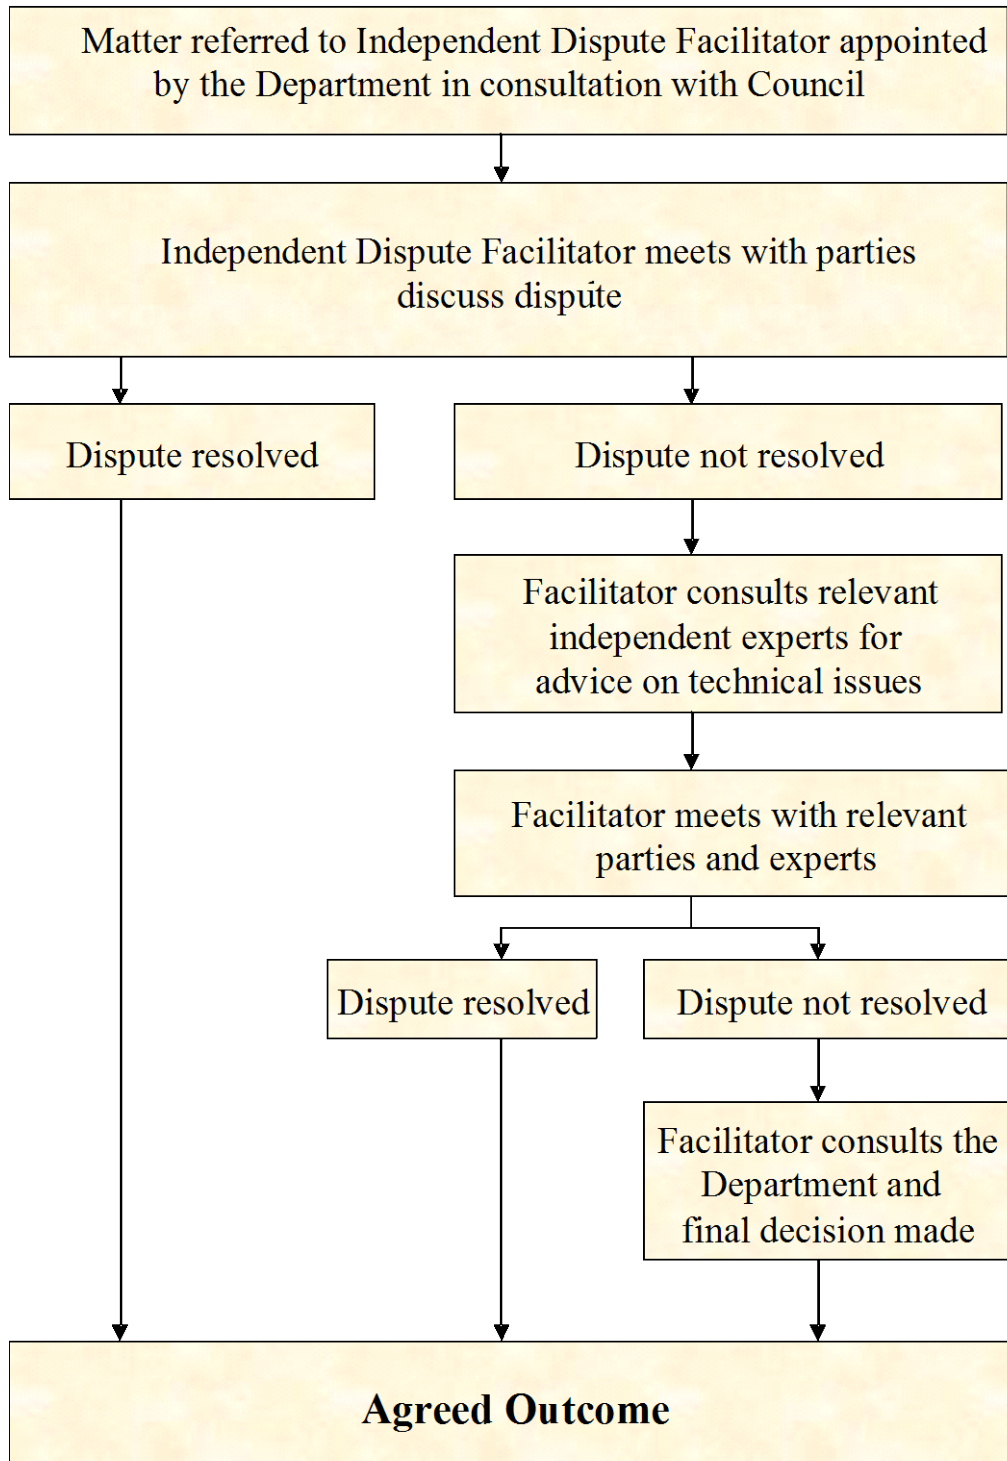 Matter referred to Independent Dispute Facilitator appointed
by the Department in consultation with Council
Independent Dispute Facilitator meets with parties
discuss dispute
Dispute resolved
Dispute not resolved
Facilitator consults relevant
independent experts for
advice on technical issues
Facilitator meets with relevant
parties and experts
Dispute resolved
Dispute not resolved
Facilitator consults the
Department and
final decision made
Agreed Outcome